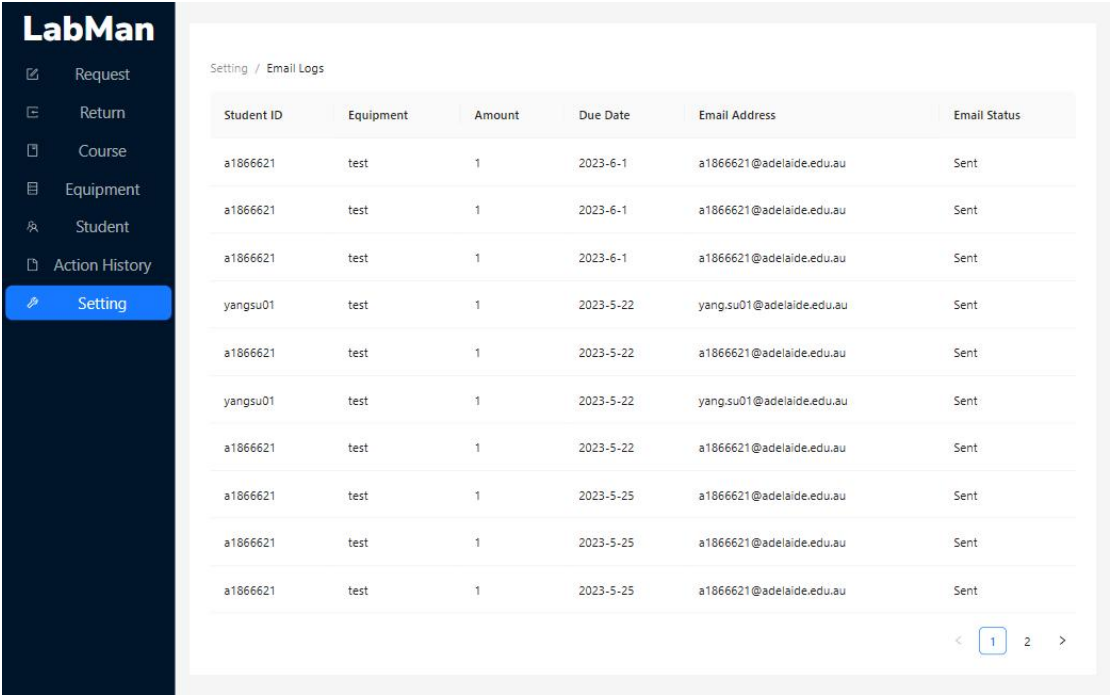 LabMan
Request
Return
Course
Equipment
Student
Action History
Setting
Setting / Email Logs
Student ID Equipment Amount Due Date Email Address Email Status
a1866621 test 1 2023-6-1 a1866621@adelaide.edu.au Sent
a1866621 test 1 2023-6-1 a1866621@adelaide.edu.au Sent
a1866621 test 1 2023-6-1 a1866621@adelaide.edu.au Sent
yangsu01 test 1 2023-5-22 yang.su01@adelaide.edu.au Sent
a1866621 test 1 2023-5-22 a1866621@adelaide.edu.au Sent
yangsu01 test 1 2023-5-22 yang.su01@adelaide.edu.au Sent
a1866621 test 1 2023-5-22 a1866621@adelaide.edu.au Sent
a1866621 test 1 2023-5-25 a1866621@adelaide.edu.au Sent
a1866621 test 1 2023-5-25 a1866621@adelaide.edu.au Sent
a1866621 test 1 2023-5-25 a1866621@adelaide.edu.au Sent
< 1 2 >